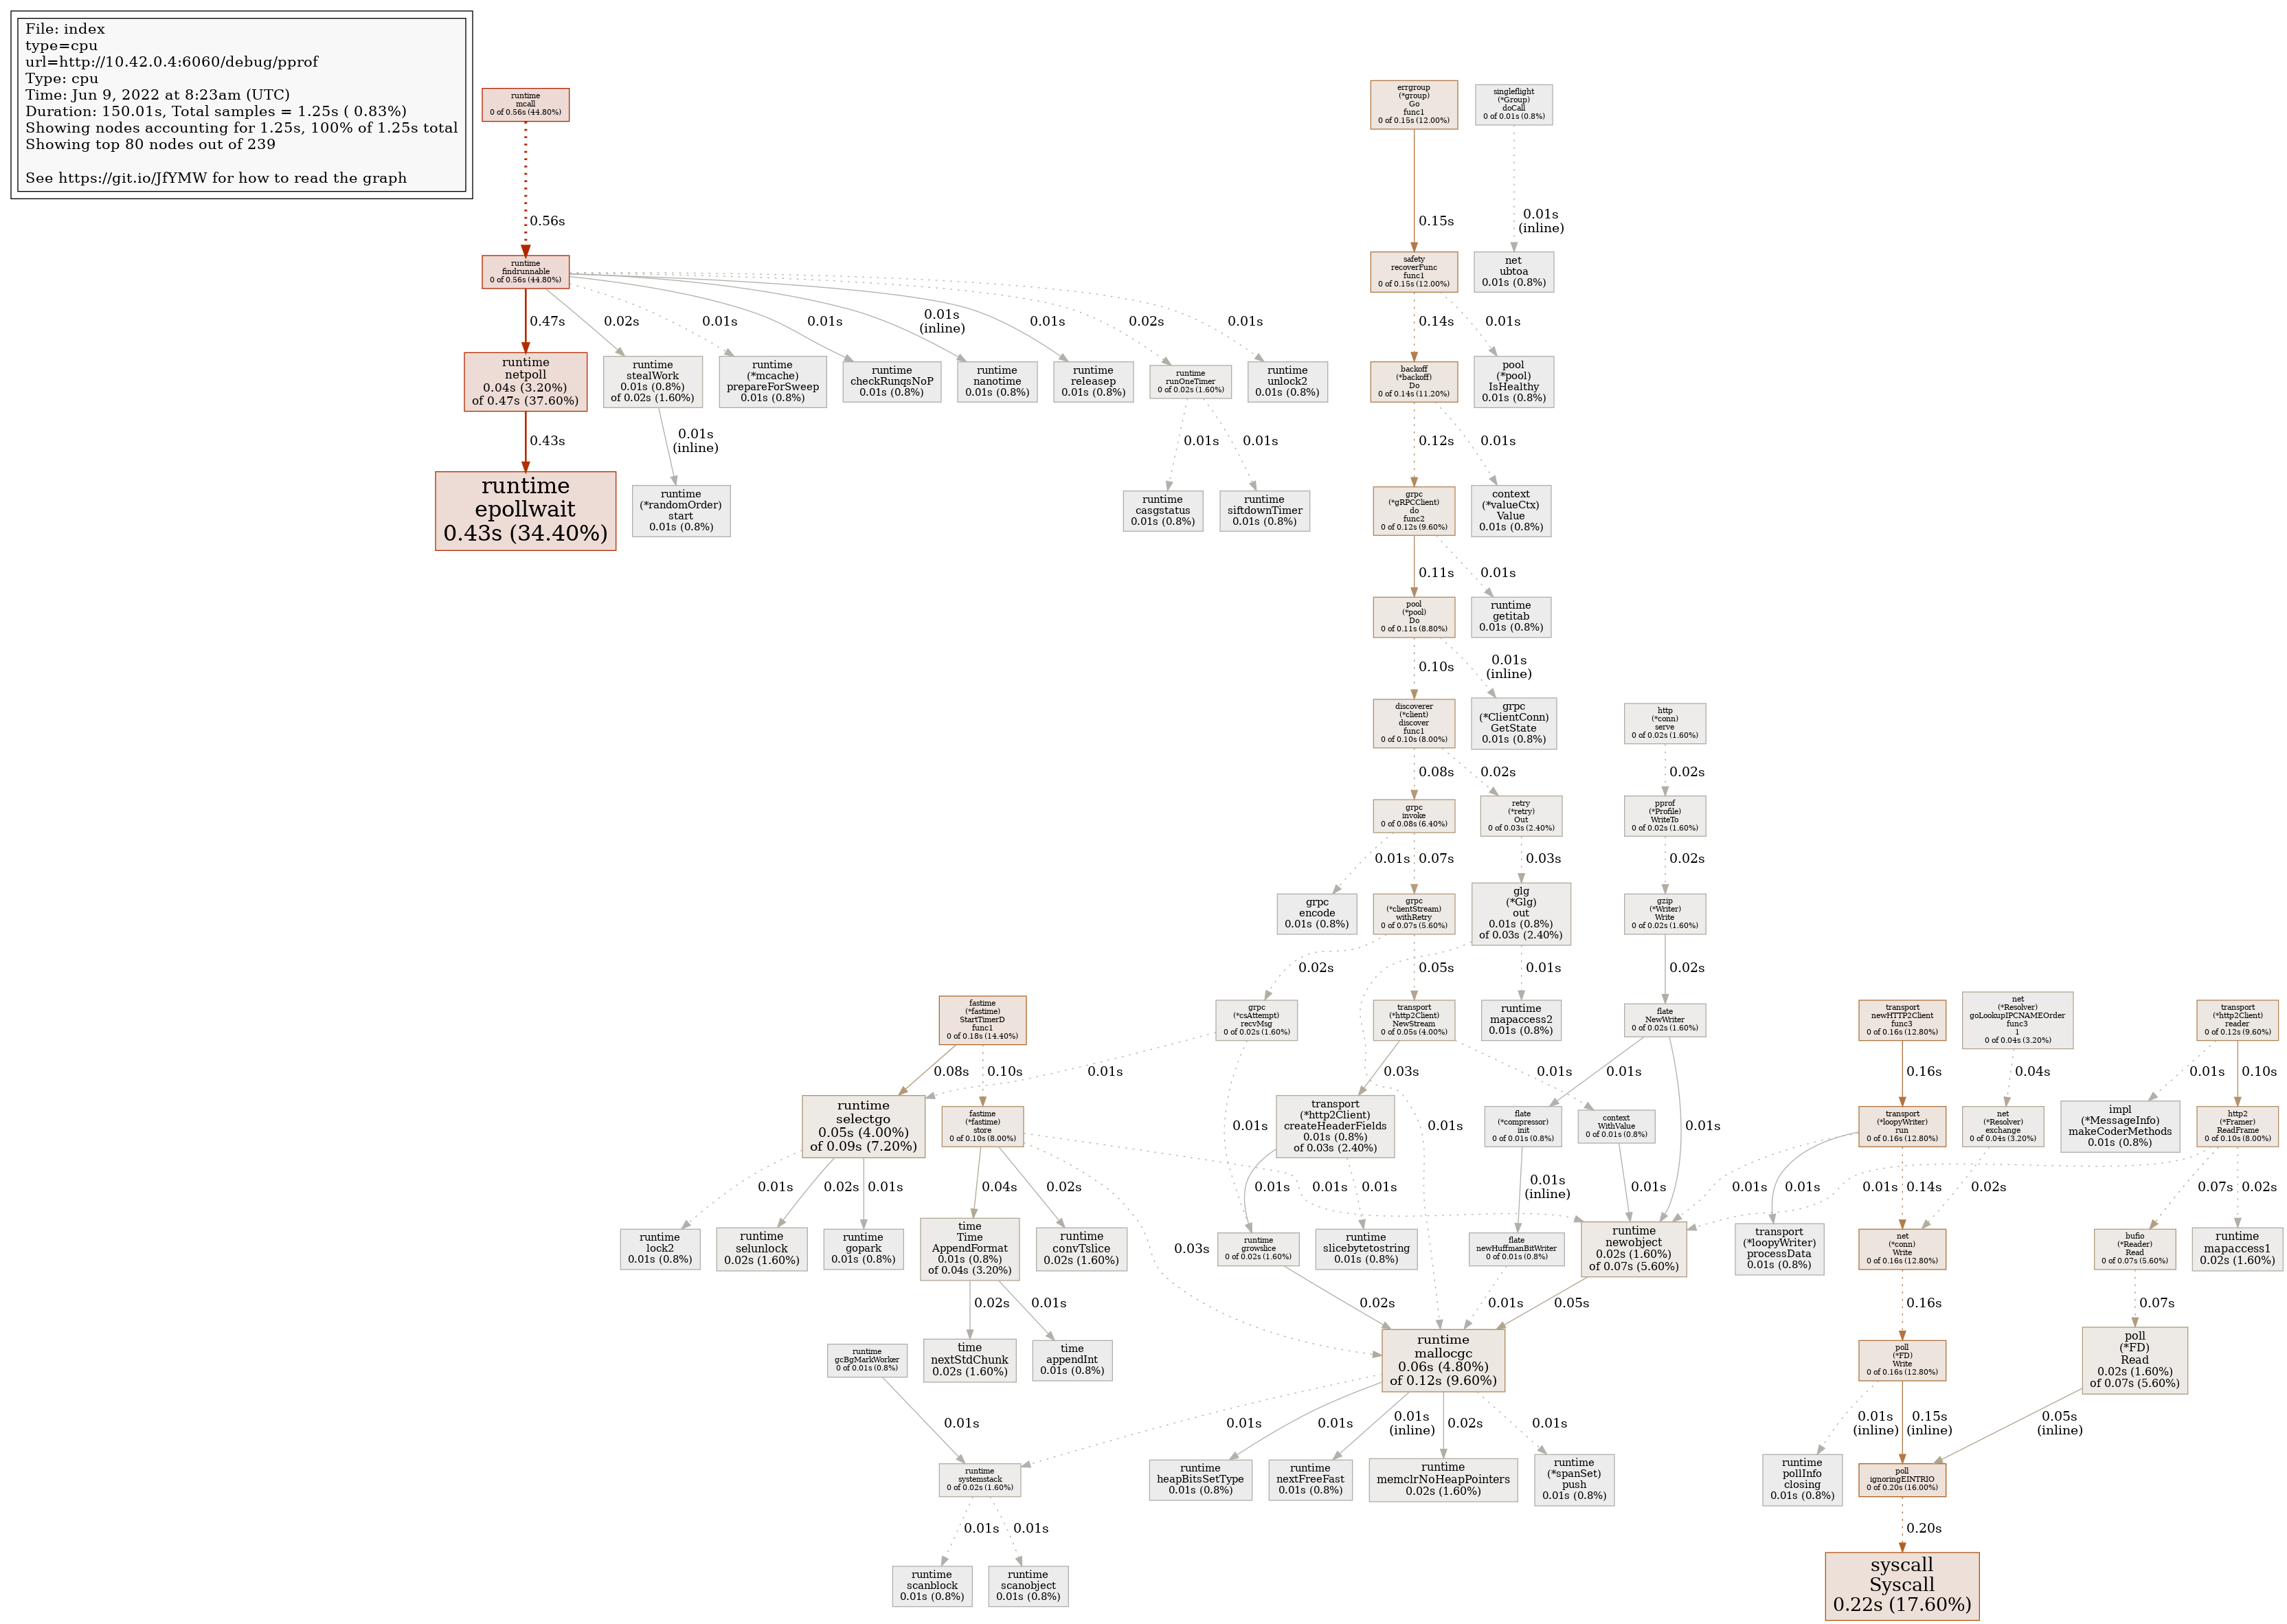 File: index
type=cpu
url=http://10.42.0.4:6060/debug/pprof
Type: cpu
Time: Jun 9, 2022 at 8:23am (UTC)
Duration: 150.01s, Total samples = 1.25s ( 0.83%)
Showing nodes accounting for 1.25s, 100% of 1.25s total
Showing top 80 nodes out of 239
See https://git.io/JfYMW for how to read the graph
runtime
mcall
0 of 0.56s (44.80%)
errgroup
(*group)
Go
func1
0 of 0.15s (12.00%)
singleflight
(*Group)
doCall
0 of 0.01s (0.8%)
0.56s
0.15s
0.01s
(inline)
runtime
findrunnable
0 of 0.56s (44.80%)
safety
recoverFunc
func1
0 of 0.15s (12.00%)
net
ubtoa
0.01s (0.8%)
0.47s
0.02s
0.01s
0.01s
0.01s
(inline)
0.01s
0.02s
0.01s
0.14s
0.01s
runtime
netpoll
0.04s (3.20%)
of 0.47s (37.60%)
runtime
stealWork
0.01s (0.8%)
of 0.02s (1.60%)
runtime
(*mcache)
prepareForSweep
0.01s (0.8%)
runtime
checkRunqsNoP
0.01s (0.8%)
runtime
nanotime
0.01s (0.8%)
runtime
releasep
0.01s (0.8%)
runtime
runOneTimer
0 of 0.02s (1.60%)
runtime
unlock2
0.01s (0.8%)
backoff
(*backoff)
Do
0 of 0.14s (11.20%)
pool
(*pool)
IsHealthy
0.01s (0.8%)
0.43s
0.01s
(inline)
0.01s
0.01s
0.12s
0.01s
runtime
epollwait
0.43s (34.40%)
runtime
(*randomOrder)
start
0.01s (0.8%)
runtime
casgstatus
0.01s (0.8%)
runtime
siftdownTimer
0.01s (0.8%)
grpc
(*gRPCClient)
do
func2
0 of 0.12s (9.60%)
context
(*valueCtx)
Value
0.01s (0.8%)
0.11s
0.01s
pool
(*pool)
Do
0 of 0.11s (8.80%)
runtime
getitab
0.01s (0.8%)
0.10s
0.01s
(inline)
discoverer
(*client)
discover
func1
0 of 0.10s (8.00%)
grpc
(*ClientConn)
GetState
0.01s (0.8%)
http
(*conn)
serve
0 of 0.02s (1.60%)
0.08s
0.02s
0.02s
grpc
invoke
0 of 0.08s (6.40%)
retry
(*retry)
Out
0 of 0.03s (2.40%)
pprof
(*Profile)
WriteTo
0 of 0.02s (1.60%)
0.01s
0.07s
0.03s
0.02s
grpc
encode
0.01s (0.8%)
grpc
(*clientStream)
withRetry
0 of 0.07s (5.60%)
glg
(*Glg)
out
0.01s (0.8%)
of 0.03s (2.40%)
gzip
(*Writer)
Write
0 of 0.02s (1.60%)
0.02s
0.05s
0.01s
0.02s
fastime
(*fastime)
StartTimerD
func1
0 of 0.18s (14.40%)
grpc
(*csAttempt)
recvMsg
0 of 0.02s (1.60%)
transport
(*http2Client)
NewStream
0 of 0.05s (4.00%)
runtime
mapaccess2
0.01s (0.8%)
flate
NewWriter
0 of 0.02s (1.60%)
transport
newHTTP2Client
func3
0 of 0.16s (12.80%)
net
(*Resolver)
goLookupIPCNAMEOrder
func3
1
0 of 0.04s (3.20%)
transport
(*http2Client)
reader
0 of 0.12s (9.60%)
0.08s
0.10s
0.01s
0.03s
0.01s
0.01s
0.16s
0.04s
0.01s
0.10s
runtime
selectgo
0.05s (4.00%)
of 0.09s (7.20%)
fastime
(*fastime)
store
0 of 0.10s (8.00%)
0.01s
transport
(*http2Client)
createHeaderFields
0.01s (0.8%)
of 0.03s (2.40%)
0.01s
flate
(*compressor)
init
0 of 0.01s (0.8%)
context
WithValue
0 of 0.01s (0.8%)
0.01s
transport
(*loopyWriter)
run
0 of 0.16s (12.80%)
net
(*Resolver)
exchange
0 of 0.04s (3.20%)
impl
(*MessageInfo)
makeCoderMethods
0.01s (0.8%)
http2
(*Framer)
ReadFrame
0 of 0.10s (8.00%)
0.01s
0.02s
0.01s
0.04s
0.02s
0.01s
0.01s
0.01s
0.01s
(inline)
0.01s
0.01s
0.01s
0.01s
0.14s
0.02s
0.07s
0.02s
runtime
lock2
0.01s (0.8%)
runtime
selunlock
0.02s (1.60%)
runtime
gopark
0.01s (0.8%)
time
Time
AppendFormat
0.01s (0.8%)
of 0.04s (3.20%)
runtime
convTslice
0.02s (1.60%)
0.03s
runtime
growslice
0 of 0.02s (1.60%)
runtime
slicebytetostring
0.01s (0.8%)
flate
newHuffmanBitWriter
0 of 0.01s (0.8%)
runtime
newobject
0.02s (1.60%)
of 0.07s (5.60%)
transport
(*loopyWriter)
processData
0.01s (0.8%)
net
(*conn)
Write
0 of 0.16s (12.80%)
bufio
(*Reader)
Read
0 of 0.07s (5.60%)
runtime
mapaccess1
0.02s (1.60%)
0.02s
0.01s
0.02s
0.01s
0.05s
0.16s
0.07s
runtime
gcBgMarkWorker
0 of 0.01s (0.8%)
time
nextStdChunk
0.02s (1.60%)
time
appendInt
0.01s (0.8%)
runtime
mallocgc
0.06s (4.80%)
of 0.12s (9.60%)
poll
(*FD)
Write
0 of 0.16s (12.80%)
poll
(*FD)
Read
0.02s (1.60%)
of 0.07s (5.60%)
0.01s
0.01s
0.01s
0.01s
(inline)
0.02s
0.01s
0.01s
(inline)
0.15s
(inline)
0.05s
(inline)
runtime
systemstack
0 of 0.02s (1.60%)
runtime
heapBitsSetType
0.01s (0.8%)
runtime
nextFreeFast
0.01s (0.8%)
runtime
memclrNoHeapPointers
0.02s (1.60%)
runtime
(*spanSet)
push
0.01s (0.8%)
runtime
pollInfo
closing
0.01s (0.8%)
poll
ignoringEINTRIO
0 of 0.20s (16.00%)
0.01s
0.01s
0.20s
runtime
scanblock
0.01s (0.8%)
runtime
scanobject
0.01s (0.8%)
syscall
Syscall
0.22s (17.60%)